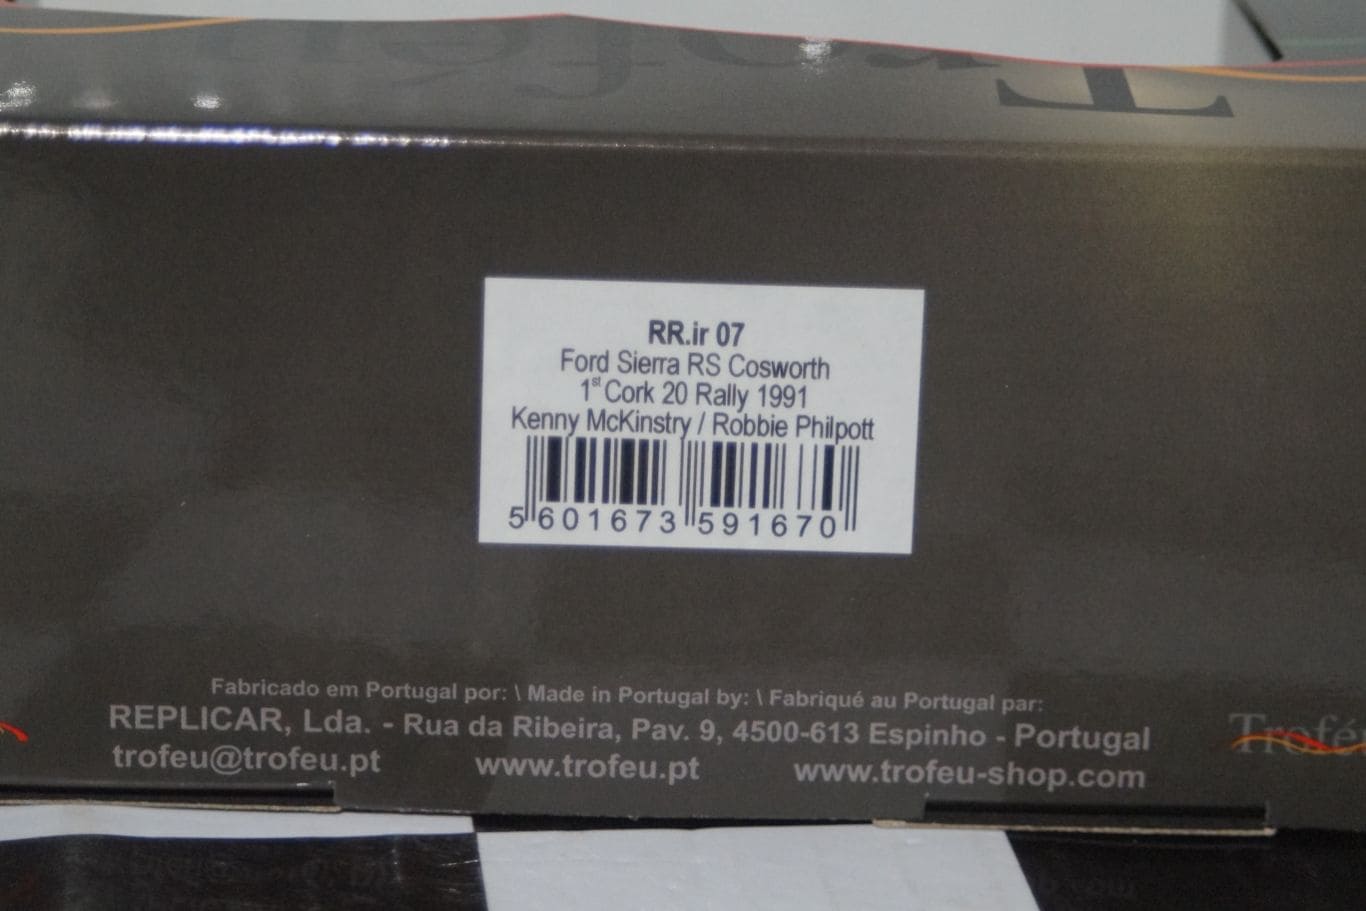 Troféu
RR.ir 07
Ford Sierra RS Cosworth
1st Cork 20 Rally 1991
Kenny McKinstry / Robbie Philpott
5 601673 591670
Fabricado em Portugal por: \ Made in Portugal by: \ Fabriqué au Portugal par:
REPLICAR, Lda. - Rua da Ribeira, Pav. 9, 4500-613 Espinho - Portugal
trofeu@trofeu.pt www.trofeu.pt www.trofeu-shop.com
Troféu